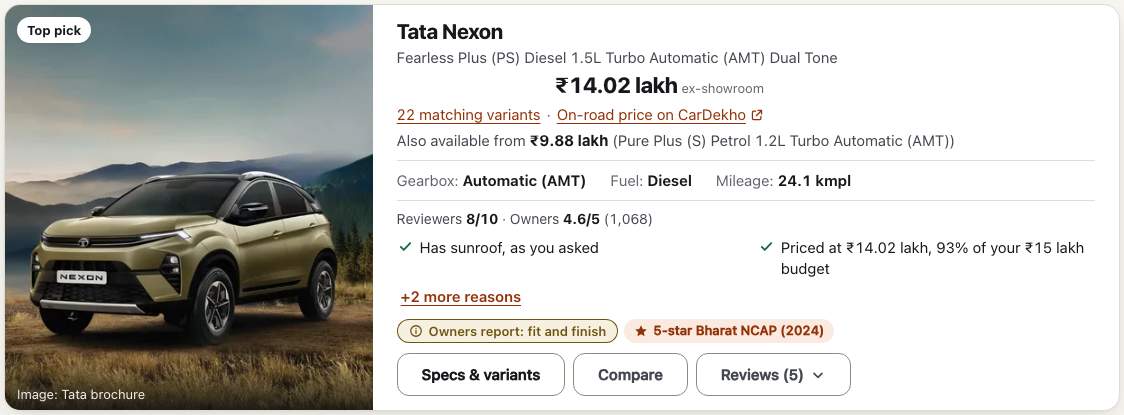 Top pick
Tata Nexon
Fearless Plus (PS) Diesel 1.5L Turbo Automatic (AMT) Dual Tone
₹14.02 lakh ex-showroom
22 matching variants · On-road price on CarDekho
Also available from ₹9.88 lakh (Pure Plus (S) Petrol 1.2L Turbo Automatic (AMT))
Gearbox: Automatic (AMT) Fuel: Diesel Mileage: 24.1 kmpl
Reviewers 8/10 · Owners 4.6/5 (1,068)
Has sunroof, as you asked
Priced at ₹14.02 lakh, 93% of your ₹15 lakh
budget
+2 more reasons
NEXON
Owners report: fit and finish
5-star Bharat NCAP (2024)
Specs & variants
Compare
Reviews (5)
Image: Tata brochure